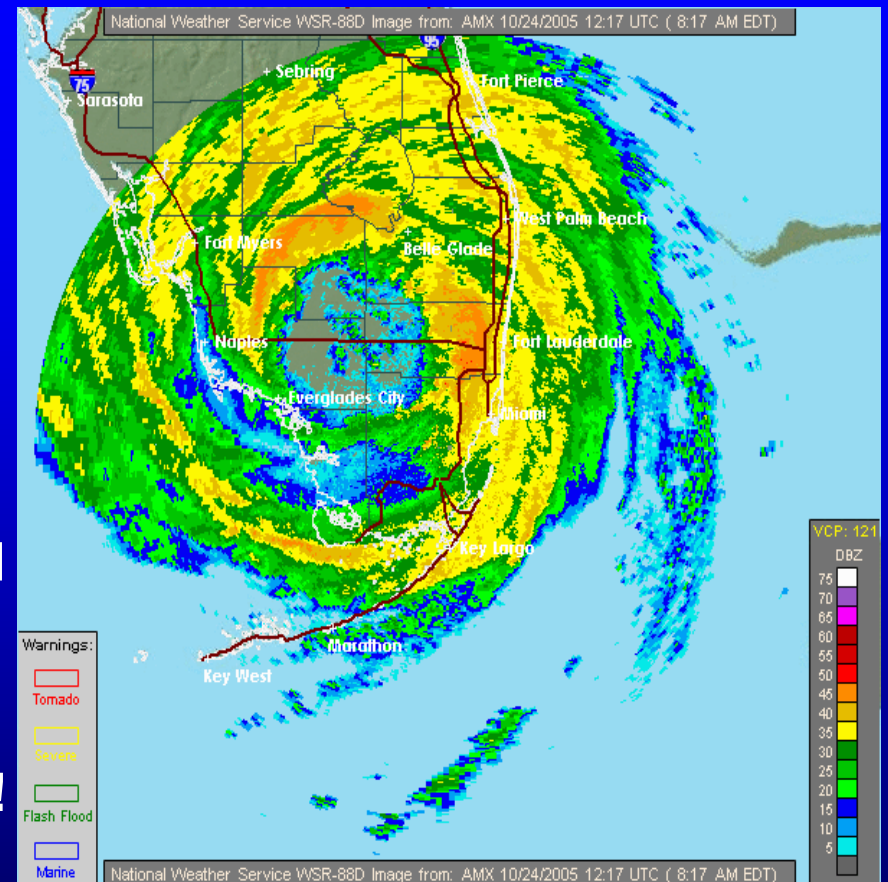 National Weather Service WSR-88D Image from: AMX 10/24/2005 12:17 UTC ( 8:17 AM EDT)
95
+ Sebring
75
Fort Pierce
+ Sarasota
West Palm Beach
+ Fort Myers
+
Belle Glade
+ Naples
Fort Lauderdale
+ Everglades City
+ Miami
VCP: 121
+ Key Largo
DBZ
75
70
65
60
55
50
45
40
35
30
25
20
15
10
5
Marathon
Key West
Warnings:
Tornado
Severe
Flash Flood
Marine
!
National Weather Service WSR-88D Image from: AMX 10/24/2005 12:17 UTC ( 8:17 AM EDT)